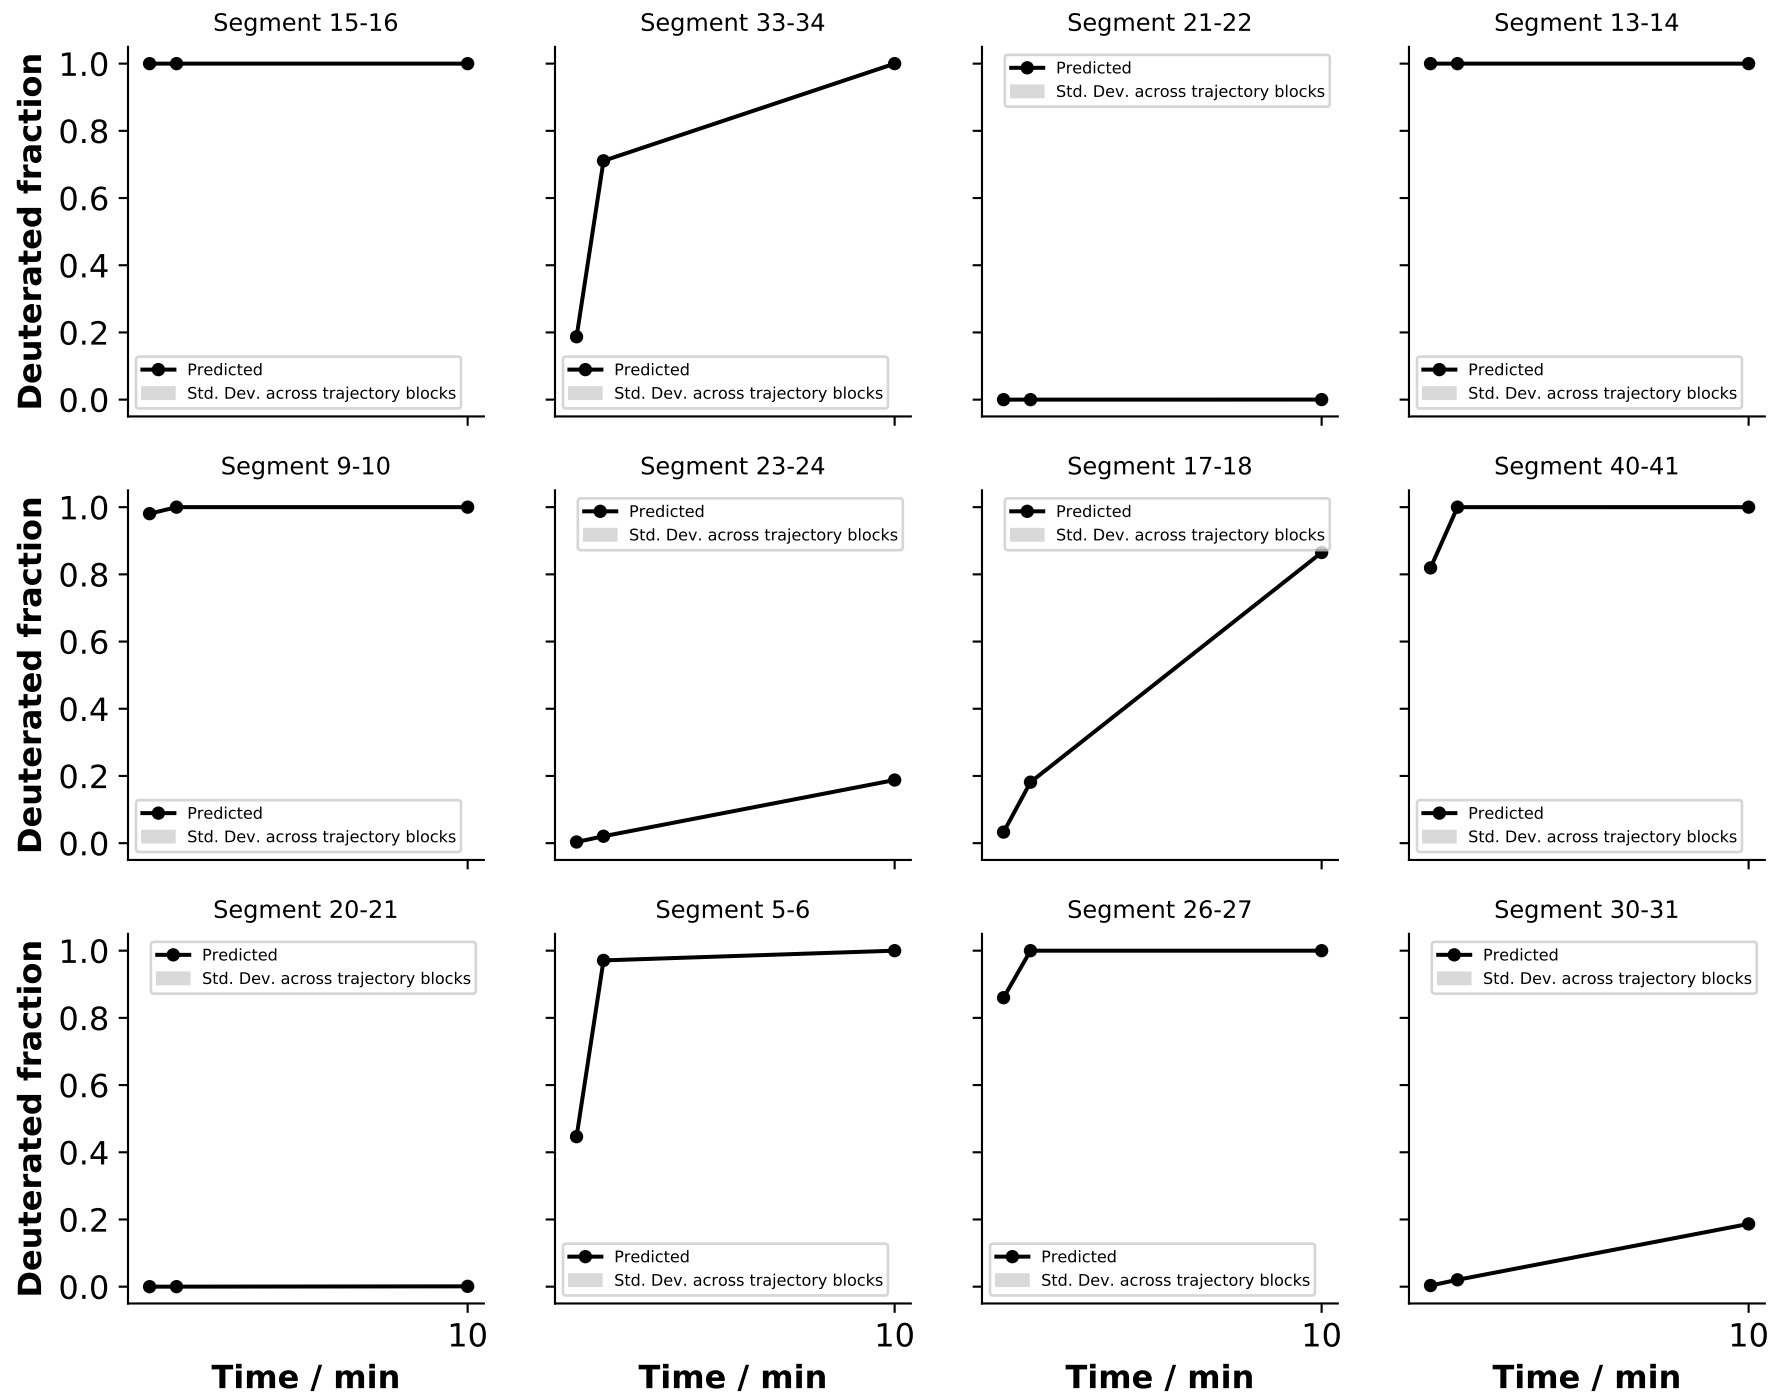 Segment 15-16
Segment 33-34
Segment 21-22
Segment 13-14
Deuterated fraction
1.0
0.8
0.6
0.4
0.2
0.0
Predicted
Std. Dev. across trajectory blocks
Predicted
Std. Dev. across trajectory blocks
Predicted
Std. Dev. across trajectory blocks
Predicted
Std. Dev. across trajectory blocks
Segment 9-10
Segment 23-24
Segment 17-18
Segment 40-41
Deuterated fraction
1.0
0.8
0.6
0.4
0.2
0.0
Predicted
Std. Dev. across trajectory blocks
Predicted
Std. Dev. across trajectory blocks
Predicted
Std. Dev. across trajectory blocks
Predicted
Std. Dev. across trajectory blocks
Segment 20-21
Segment 5-6
Segment 26-27
Segment 30-31
Deuterated fraction
1.0
0.8
0.6
0.4
0.2
0.0
Predicted
Std. Dev. across trajectory blocks
Predicted
Std. Dev. across trajectory blocks
Predicted
Std. Dev. across trajectory blocks
Predicted
Std. Dev. across trajectory blocks
10
10
10
10
Time / min
Time / min
Time / min
Time / min